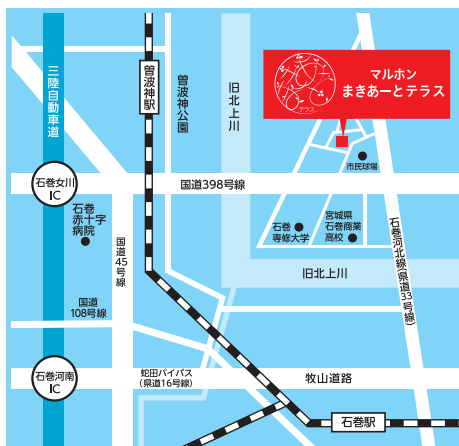 三陸自動車道
曽波神駅
曽波神公園
旧北上川
テラス
マルホン
まきあーとテラス
市民球場
石巻女川
IC
国道398号線
石巻
赤十字
病院
国道45号線
石巻
専修大学
宮城県
石巻商業
高校
石巻河北線(県道33号線)
旧北上川
国道
108号線
石巻河南
IC
蛇田バイパス
(県道16号線)
牧山道路
石巻駅